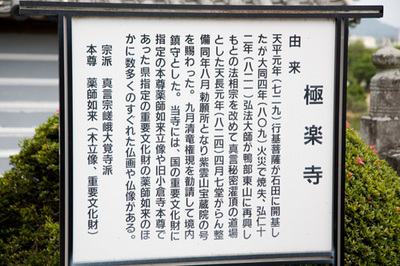 極楽寺
由来
天平元年(七二九)行基菩薩が石田に開基し
たが大同四年(八〇九)火災で焼失、弘仁十
二年(八二一)弘法大師が鴨部東山に再興し
もとの法相宗を改めて真言秘密灌頂の道場
とした天長元年(八二四)四月七堂がらん整
備同年八月勅願所となり紫雲山宝蔵院の号
を賜わった。九月清竜権現を勧請して境内
鎮守とした。当寺には、国の重要文化財に
指定の本尊薬師如来立像や旧小倉寺本尊で
あった県指定の重要文化財の薬師如来のほ
かに数多くのすぐれた仏画や仏像がある。
宗派 真言宗嵯峨大覚寺派
本尊 薬師如来(木立像、重要文化財)